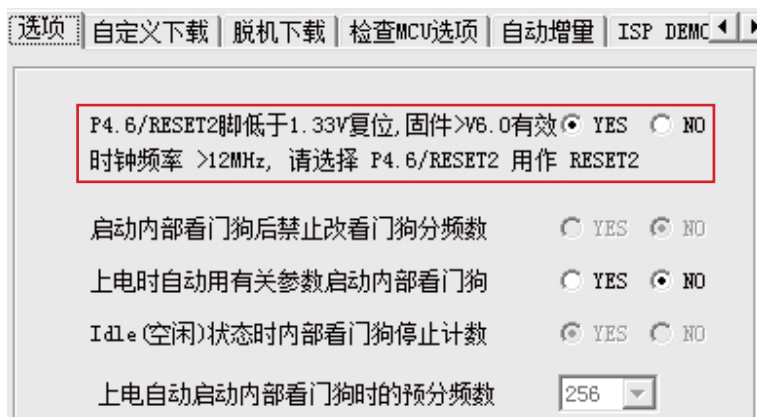 选项 自定义下载 脱机下载 检查MCU选项 自动增量 ISP DEMO
P4.6/RESET2脚低于1.33V复位,固件>V6.0有效 YES NO
时钟频率 >12MHz, 请选择 P4.6/RESET2 用作 RESET2
启动内部看门狗后禁止改看门狗分频数 YES NO
上电时自动用有关参数启动内部看门狗 YES NO
Idle(空闲)状态时内部看门狗停止计数 YES NO
上电自动启动内部看门狗时的预分频数 256